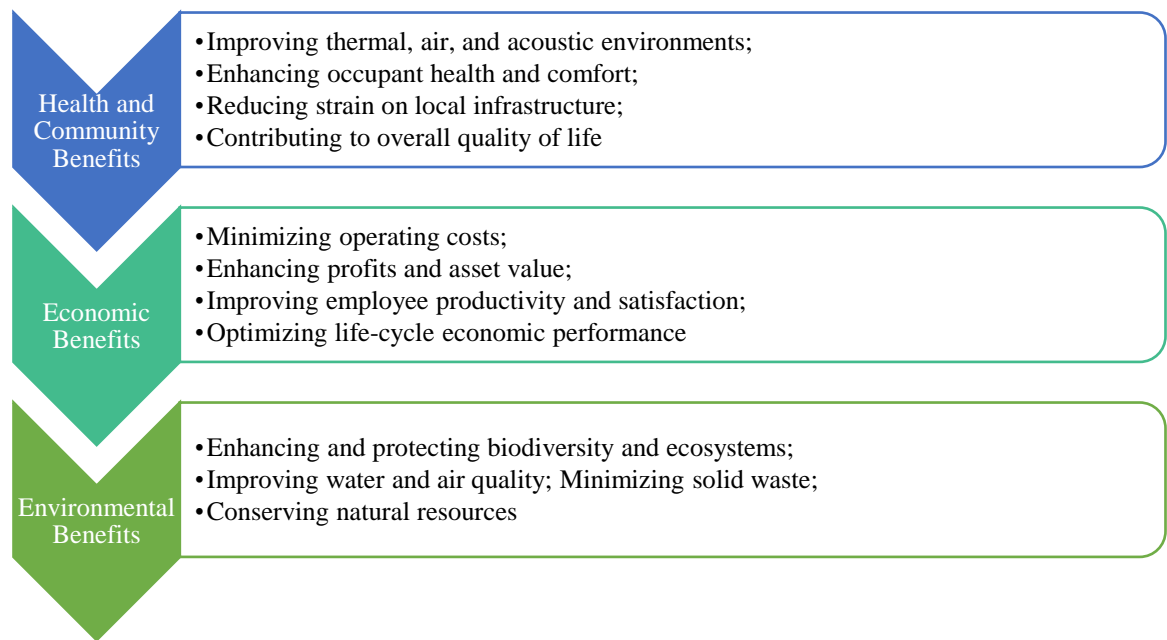 Health and
Community
Benefits
•Improving thermal, air, and acoustic environments;
•Enhancing occupant health and comfort;
•Reducing strain on local infrastructure;
•Contributing to overall quality of life
Economic
Benefits
•Minimizing operating costs;
•Enhancing profits and asset value;
•Improving employee productivity and satisfaction;
•Optimizing life-cycle economic performance
Environmental
Benefits
•Enhancing and protecting biodiversity and ecosystems;
•Improving water and air quality; Minimizing solid waste;
•Conserving natural resources